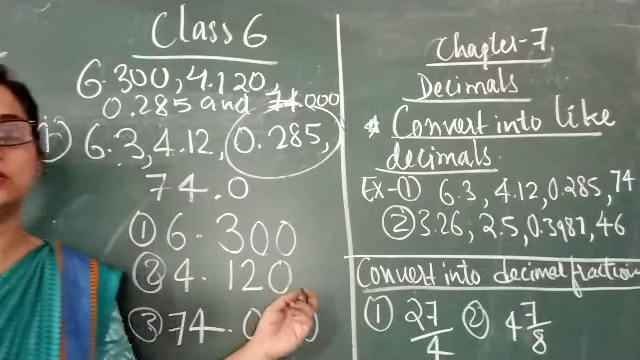 Class 6
6.300, 4.120,
0.285 and 74.000
① 6.3, 4.12, 0.285,
74.0
① 6.300
② 4.120
③ 74.0
Chapter-7
Decimals
* Convert into like
decimals.
EX-① 6.3, 4.12, 0.285, 74
② 3.26, 2.5, 0.3987, 46
Convert into decimal fraction
① 27/4 ② 4 7/8